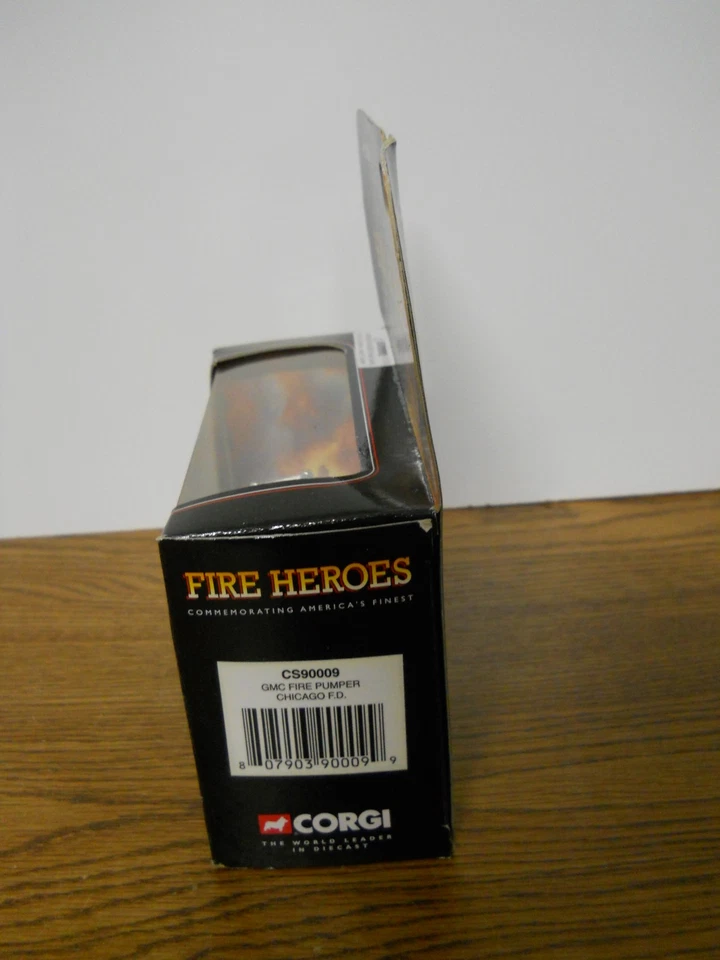 FIRE HEROES
COMMEMORATING AMERICA'S FINEST
CS90009
GMC FIRE PUMPER
CHICAGO F.D.
8 07903 90009 9
CORGI
THE WORLD LEADER
IN DIECAST